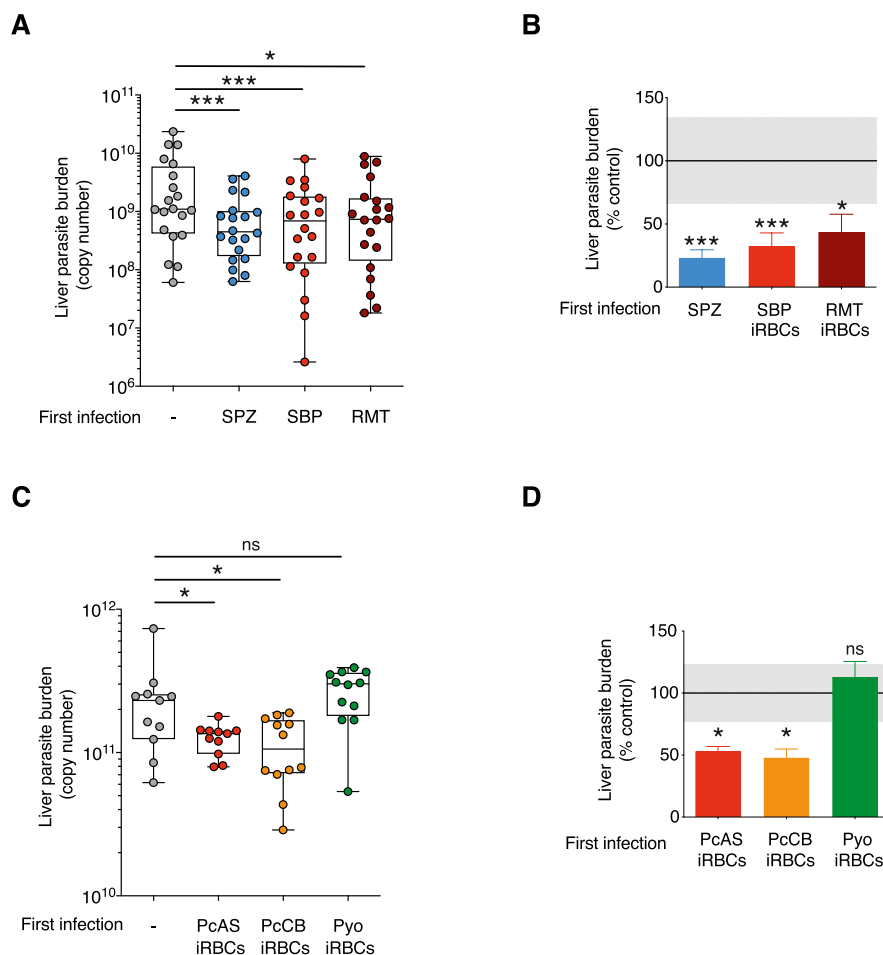 A
*
***
***
10^11
10^10
10^9
10^8
10^7
10^6
Liver parasite burden
(copy number)
First infection
-
SPZ
SBP
RMT
B
150
100
50
0
Liver parasite burden
(% control)
***
***
*
First infection
SPZ
SBP
iRBCs
RMT
iRBCs
C
ns
*
*
10^12
10^11
10^10
Liver parasite burden
(copy number)
First infection
-
PcAS
iRBCs
PcCB
iRBCs
Pyo
iRBCs
D
150
100
50
0
Liver parasite burden
(% control)
*
*
ns
First infection
PcAS
iRBCs
PcCB
iRBCs
Pyo
iRBCs